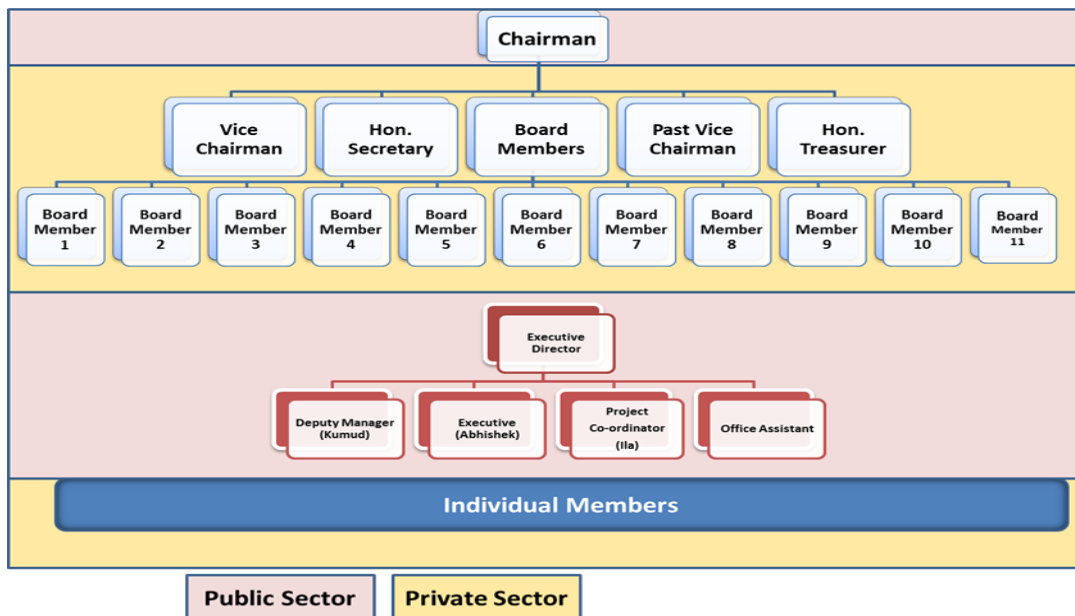 Chairman
Vice
Chairman
Hon.
Secretary
Board
Members
Past Vice
Chairman
Hon.
Treasurer
Board
Member
1
Board
Member
2
Board
Member
3
Board
Member
4
Board
Member
5
Board
Member
6
Board
Member
7
Board
Member
8
Board
Member
9
Board
Member
10
Board
Member
11
Executive
Director
Deputy Manager
(Kumud)
Executive
(Abhishek)
Project
Co-ordinator
(Ila)
Office Assistant
Individual Members
Public Sector
Private Sector